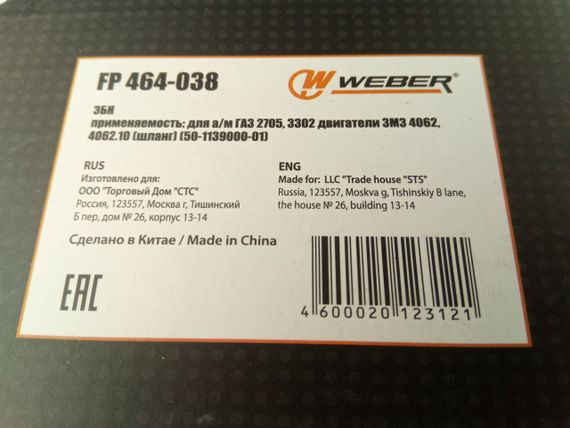 FP 464-038
WEBER®
ЭБН
применяемость: для а/м ГАЗ 2705, 3302 двигатели ЗМЗ 4062,
4062.10 (шланг) (50-1139000-01)
RUS
Изготовлено для:
ООО "Торговый Дом "СТС"
Россия, 123557, Москва г, Тишинский
Б пер, дом № 26, корпус 13-14
ENG
Made for: LLC "Trade house "STS"
Russia, 123557, Moskva g, Tishinskiy B lane,
the house № 26, building 13-14
Сделано в Китае / Made in China
EAC
4 600020 123121